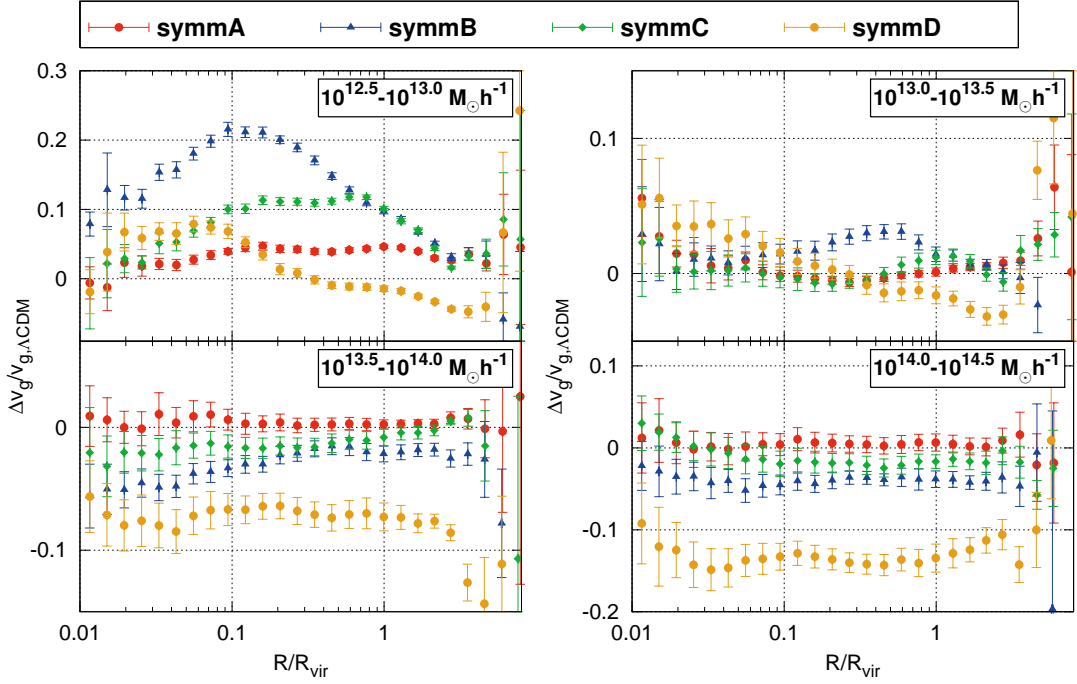 symmA symmB symmC symmD
10^12.5-10^13.0 M☉h^-1
0.3
0.2
0.1
0
Δv_g/v_g,ΛCDM
10^13.0-10^13.5 M☉h^-1
0.1
0
Δv_g/v_g,ΛCDM
10^13.5-10^14.0 M☉h^-1
0
-0.1
0.01 0.1 1
R/R_vir
10^14.0-10^14.5 M☉h^-1
0.1
0
-0.1
-0.2
0.01 0.1 1
R/R_vir